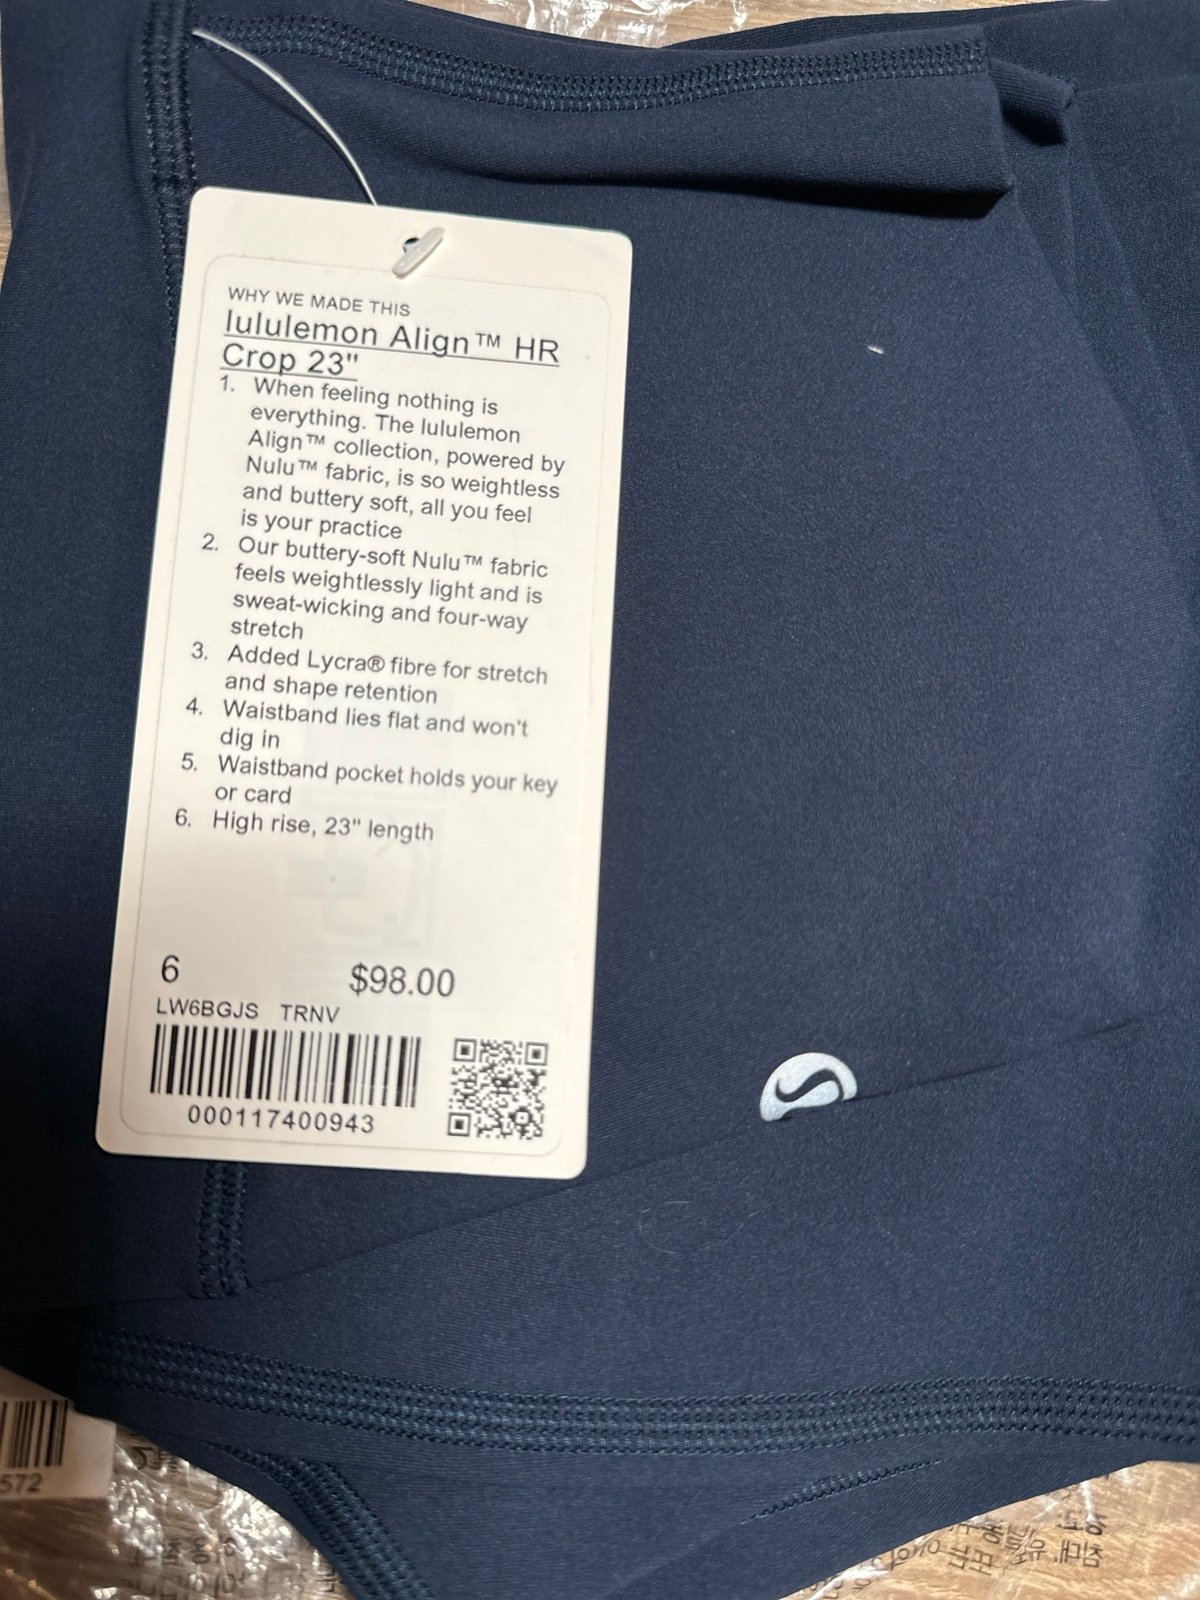 WHY WE MADE THIS
lululemon Align™ HR
Crop 23"
1. When feeling nothing is
everything. The lululemon
Align™ collection, powered by
Nulu™ fabric, is so weightless
and buttery soft, all you feel
is your practice
2. Our buttery-soft Nulu™ fabric
feels weightlessly light and is
sweat-wicking and four-way
stretch
3. Added Lycra® fibre for stretch
and shape retention
4. Waistband lies flat and won't
dig in
5. Waistband pocket holds your key
or card
6. High rise, 23" length
6 $98.00
LW6BGJS TRNV
000117400943
572